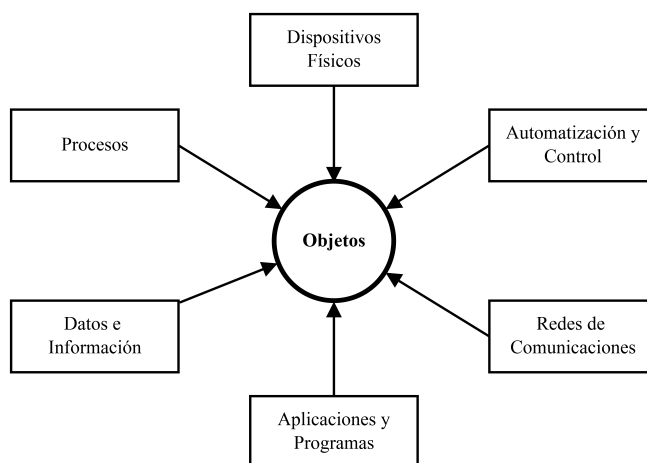 Dispositivos
Físicos
Procesos
Automatización y
Control
Objetos
Datos e
Información
Redes de
Comunicaciones
Aplicaciones y
Programas